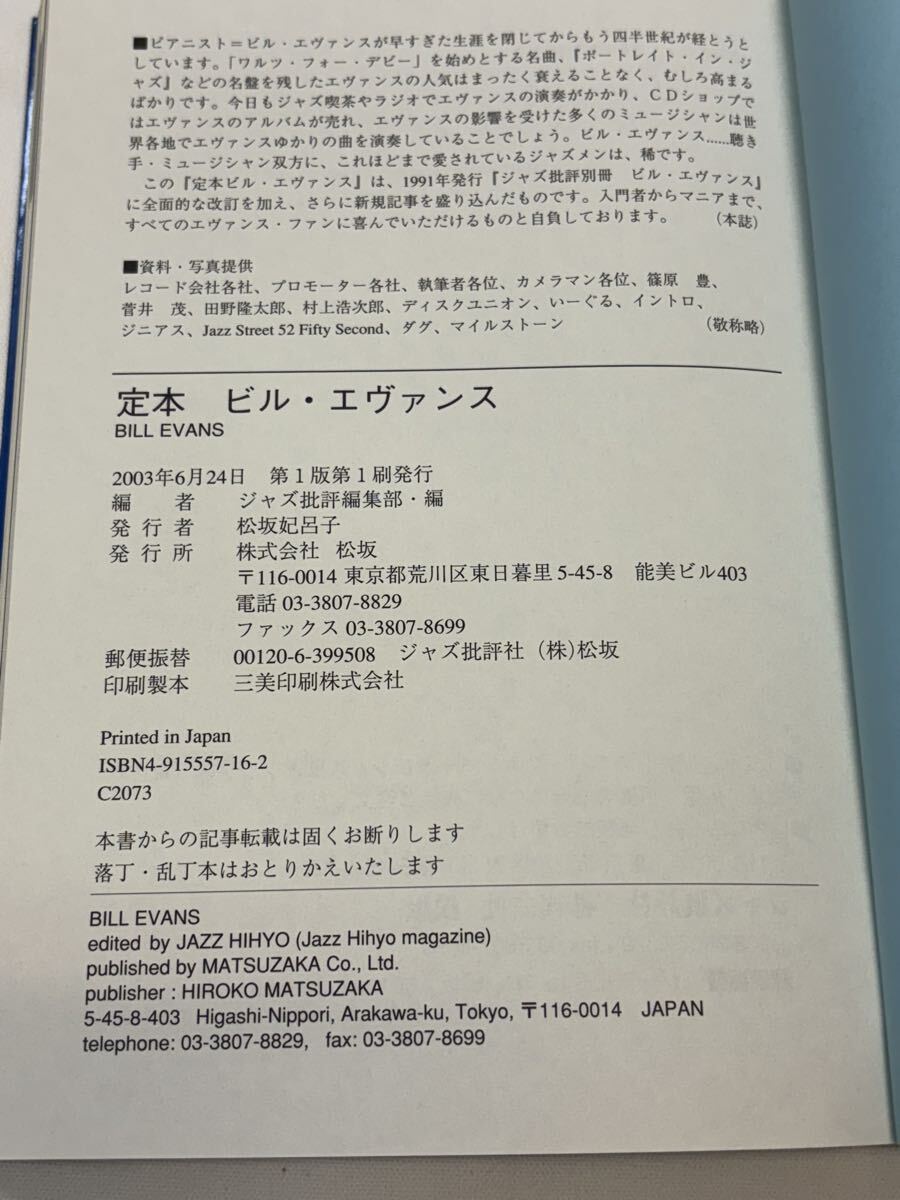 ■ピアニスト＝ビル・エヴァンスが早すぎた生涯を閉じてからもう四半世紀が経とうと
しています。「ワルツ・フォー・デビー」を始めとする名曲、『ポートレイト・イン・ジ
ャズ』などの名盤を残したエヴァンスの人気はまったく衰えることなく、むしろ高まる
ばかりです。今日もジャズ喫茶やラジオでエヴァンスの演奏がかかり、ＣＤショップで
はエヴァンスのアルバムが売れ、エヴァンスの影響を受けた多くのミュージシャンは世
界各地でエヴァンスゆかりの曲を演奏していることでしょう。ビル・エヴァンス......聴き
手・ミュージシャン双方に、これほどまで愛されているジャズメンは、稀です。
　この『定本ビル・エヴァンス』は、1991年発行『ジャズ批評別冊　ビル・エヴァンス』
に全面的な改訂を加え、さらに新規記事を盛り込んだものです。入門者からマニアまで、
すべてのエヴァンス・ファンに喜んでいただけるものと自負しております。　（本誌）
■資料・写真提供
レコード会社各社、プロモーター各社、執筆者各位、カメラマン各位、篠原　豊、
菅井　茂、田野隆太郎、村上浩次郎、ディスクユニオン、いーぐる、イントロ、
ジニアス、Jazz Street 52 Fifty Second、ダグ、マイルストーン　（敬称略）
定本　ビル・エヴァンス
BILL EVANS
2003年6月24日　第１版第１刷発行
編　者　ジャズ批評編集部・編
発行者　松坂妃呂子
発行所　株式会社 松坂
〒116-0014 東京都荒川区東日暮里5-45-8　能美ビル403
電話 03-3807-8829
ファックス 03-3807-8699
郵便振替　00120-6-399508　ジャズ批評社（株）松坂
印刷製本　三美印刷株式会社
Printed in Japan
ISBN4-915557-16-2
C2073
本書からの記事転載は固くお断りします
落丁・乱丁本はおとりかえいたします
BILL EVANS
edited by JAZZ HIHYO (Jazz Hihyo magazine)
published by MATSUZAKA Co., Ltd.
publisher : HIROKO MATSUZAKA
5-45-8-403 Higashi-Nippori, Arakawa-ku, Tokyo, 〒116-0014 JAPAN
telephone: 03-3807-8829, fax: 03-3807-8699